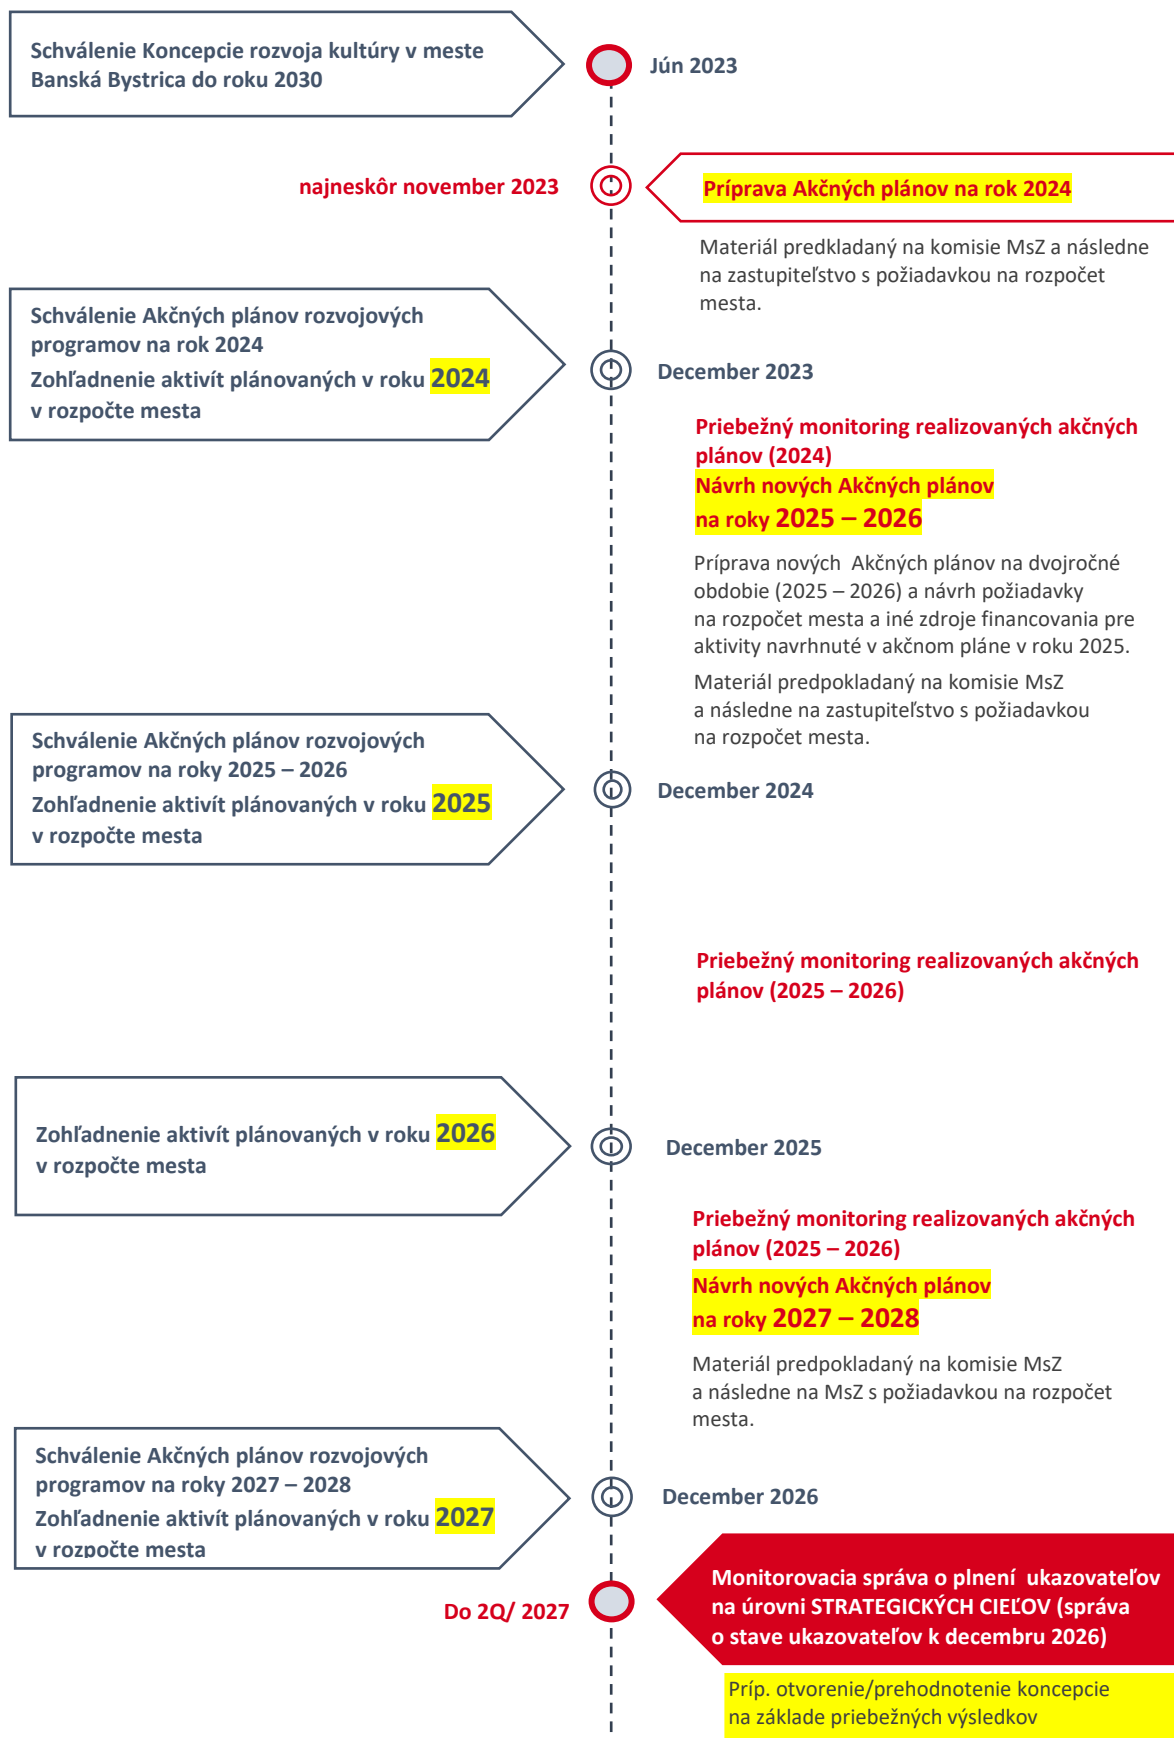 Schválenie Koncepcie rozvoja kultúry v meste
Banská Bystrica do roku 2030
Jún 2023
najneskôr november 2023
Príprava Akčných plánov na rok 2024
Materiál predkladaný na komisie MsZ a následne
na zastupiteľstvo s požiadavkou na rozpočet
mesta.
Schválenie Akčných plánov rozvojových
programov na rok 2024
Zohľadnenie aktivít plánovaných v roku 2024
v rozpočte mesta
December 2023
Priebežný monitoring realizovaných akčných
plánov (2024)
Návrh nových Akčných plánov
na roky 2025 – 2026
Príprava nových  Akčných plánov na dvojročné
obdobie (2025 – 2026) a návrh požiadavky
na rozpočet mesta a iné zdroje financovania pre
aktivity navrhnuté v akčnom pláne v roku 2025.
Materiál predpokladaný na komisie MsZ
a následne na zastupiteľstvo s požiadavkou
na rozpočet mesta.
Schválenie Akčných plánov rozvojových
programov na roky 2025 – 2026
Zohľadnenie aktivít plánovaných v roku 2025
v rozpočte mesta
December 2024
Priebežný monitoring realizovaných akčných
plánov (2025 – 2026)
Zohľadnenie aktivít plánovaných v roku 2026
v rozpočte mesta
December 2025
Priebežný monitoring realizovaných akčných
plánov (2025 – 2026)
Návrh nových Akčných plánov
na roky 2027 – 2028
Materiál predpokladaný na komisie MsZ
a následne na MsZ s požiadavkou na rozpočet
mesta.
Schválenie Akčných plánov rozvojových
programov na roky 2027 – 2028
Zohľadnenie aktivít plánovaných v roku 2027
v rozpočte mesta
December 2026
Do 2Q/ 2027
Monitorovacia správa o plnení  ukazovateľov
na úrovni STRATEGICKÝCH CIEĽOV (správa
o stave ukazovateľov k decembru 2026)
Príp. otvorenie/prehodnotenie koncepcie
na základe priebežných výsledkov